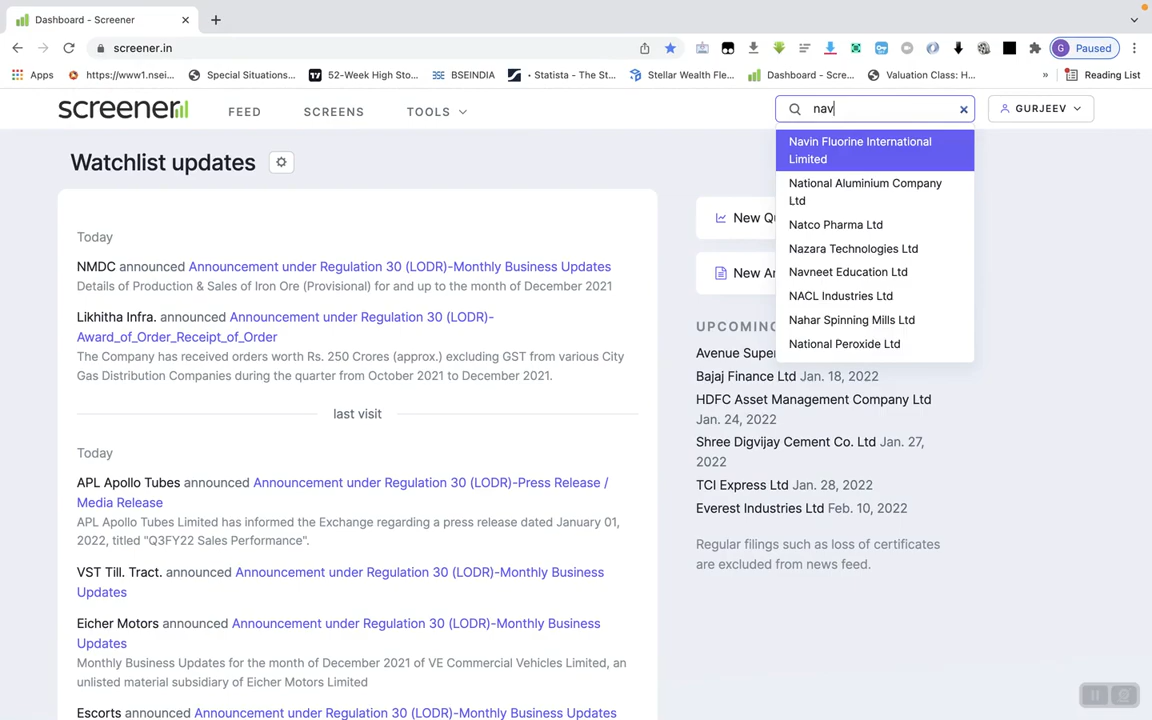 Dashboard - Screener
screener.in
G Paused
Apps
https://www1.nsei...
Special Situations...
52-Week High Sto...
BSEINDIA
• Statista - The St...
Stellar Wealth Fle...
Dashboard - Scre...
Valuation Class: H...
»
Reading List
screener
FEED
SCREENS
TOOLS
nav
GURJEEV
Navin Fluorine International
Limited
National Aluminium Company
Ltd
Natco Pharma Ltd
Nazara Technologies Ltd
Navneet Education Ltd
NACL Industries Ltd
Nahar Spinning Mills Ltd
National Peroxide Ltd
Watchlist updates
Today
NMDC announced Announcement under Regulation 30 (LODR)-Monthly Business Updates
Details of Production & Sales of Iron Ore (Provisional) for and up to the month of December 2021
Likhitha Infra. announced Announcement under Regulation 30 (LODR)-
Award_of_Order_Receipt_of_Order
The Company has received orders worth Rs. 250 Crores (approx.) excluding GST from various City
Gas Distribution Companies during the quarter from October 2021 to December 2021.
last visit
Today
APL Apollo Tubes announced Announcement under Regulation 30 (LODR)-Press Release /
Media Release
APL Apollo Tubes Limited has informed the Exchange regarding a press release dated January 01,
2022, titled "Q3FY22 Sales Performance".
VST Till. Tract. announced Announcement under Regulation 30 (LODR)-Monthly Business
Updates
Eicher Motors announced Announcement under Regulation 30 (LODR)-Monthly Business
Updates
Monthly Business Updates for the month of December 2021 of VE Commercial Vehicles Limited, an
unlisted material subsidiary of Eicher Motors Limited
Escorts announced Announcement under Regulation 30 (LODR)-Monthly Business Updates
New Qu
New An
UPCOMING
Avenue Super
Bajaj Finance Ltd Jan. 18, 2022
HDFC Asset Management Company Ltd
Jan. 24, 2022
Shree Digvijay Cement Co. Ltd Jan. 27,
2022
TCI Express Ltd Jan. 28, 2022
Everest Industries Ltd Feb. 10, 2022
Regular filings such as loss of certificates
are excluded from news feed.